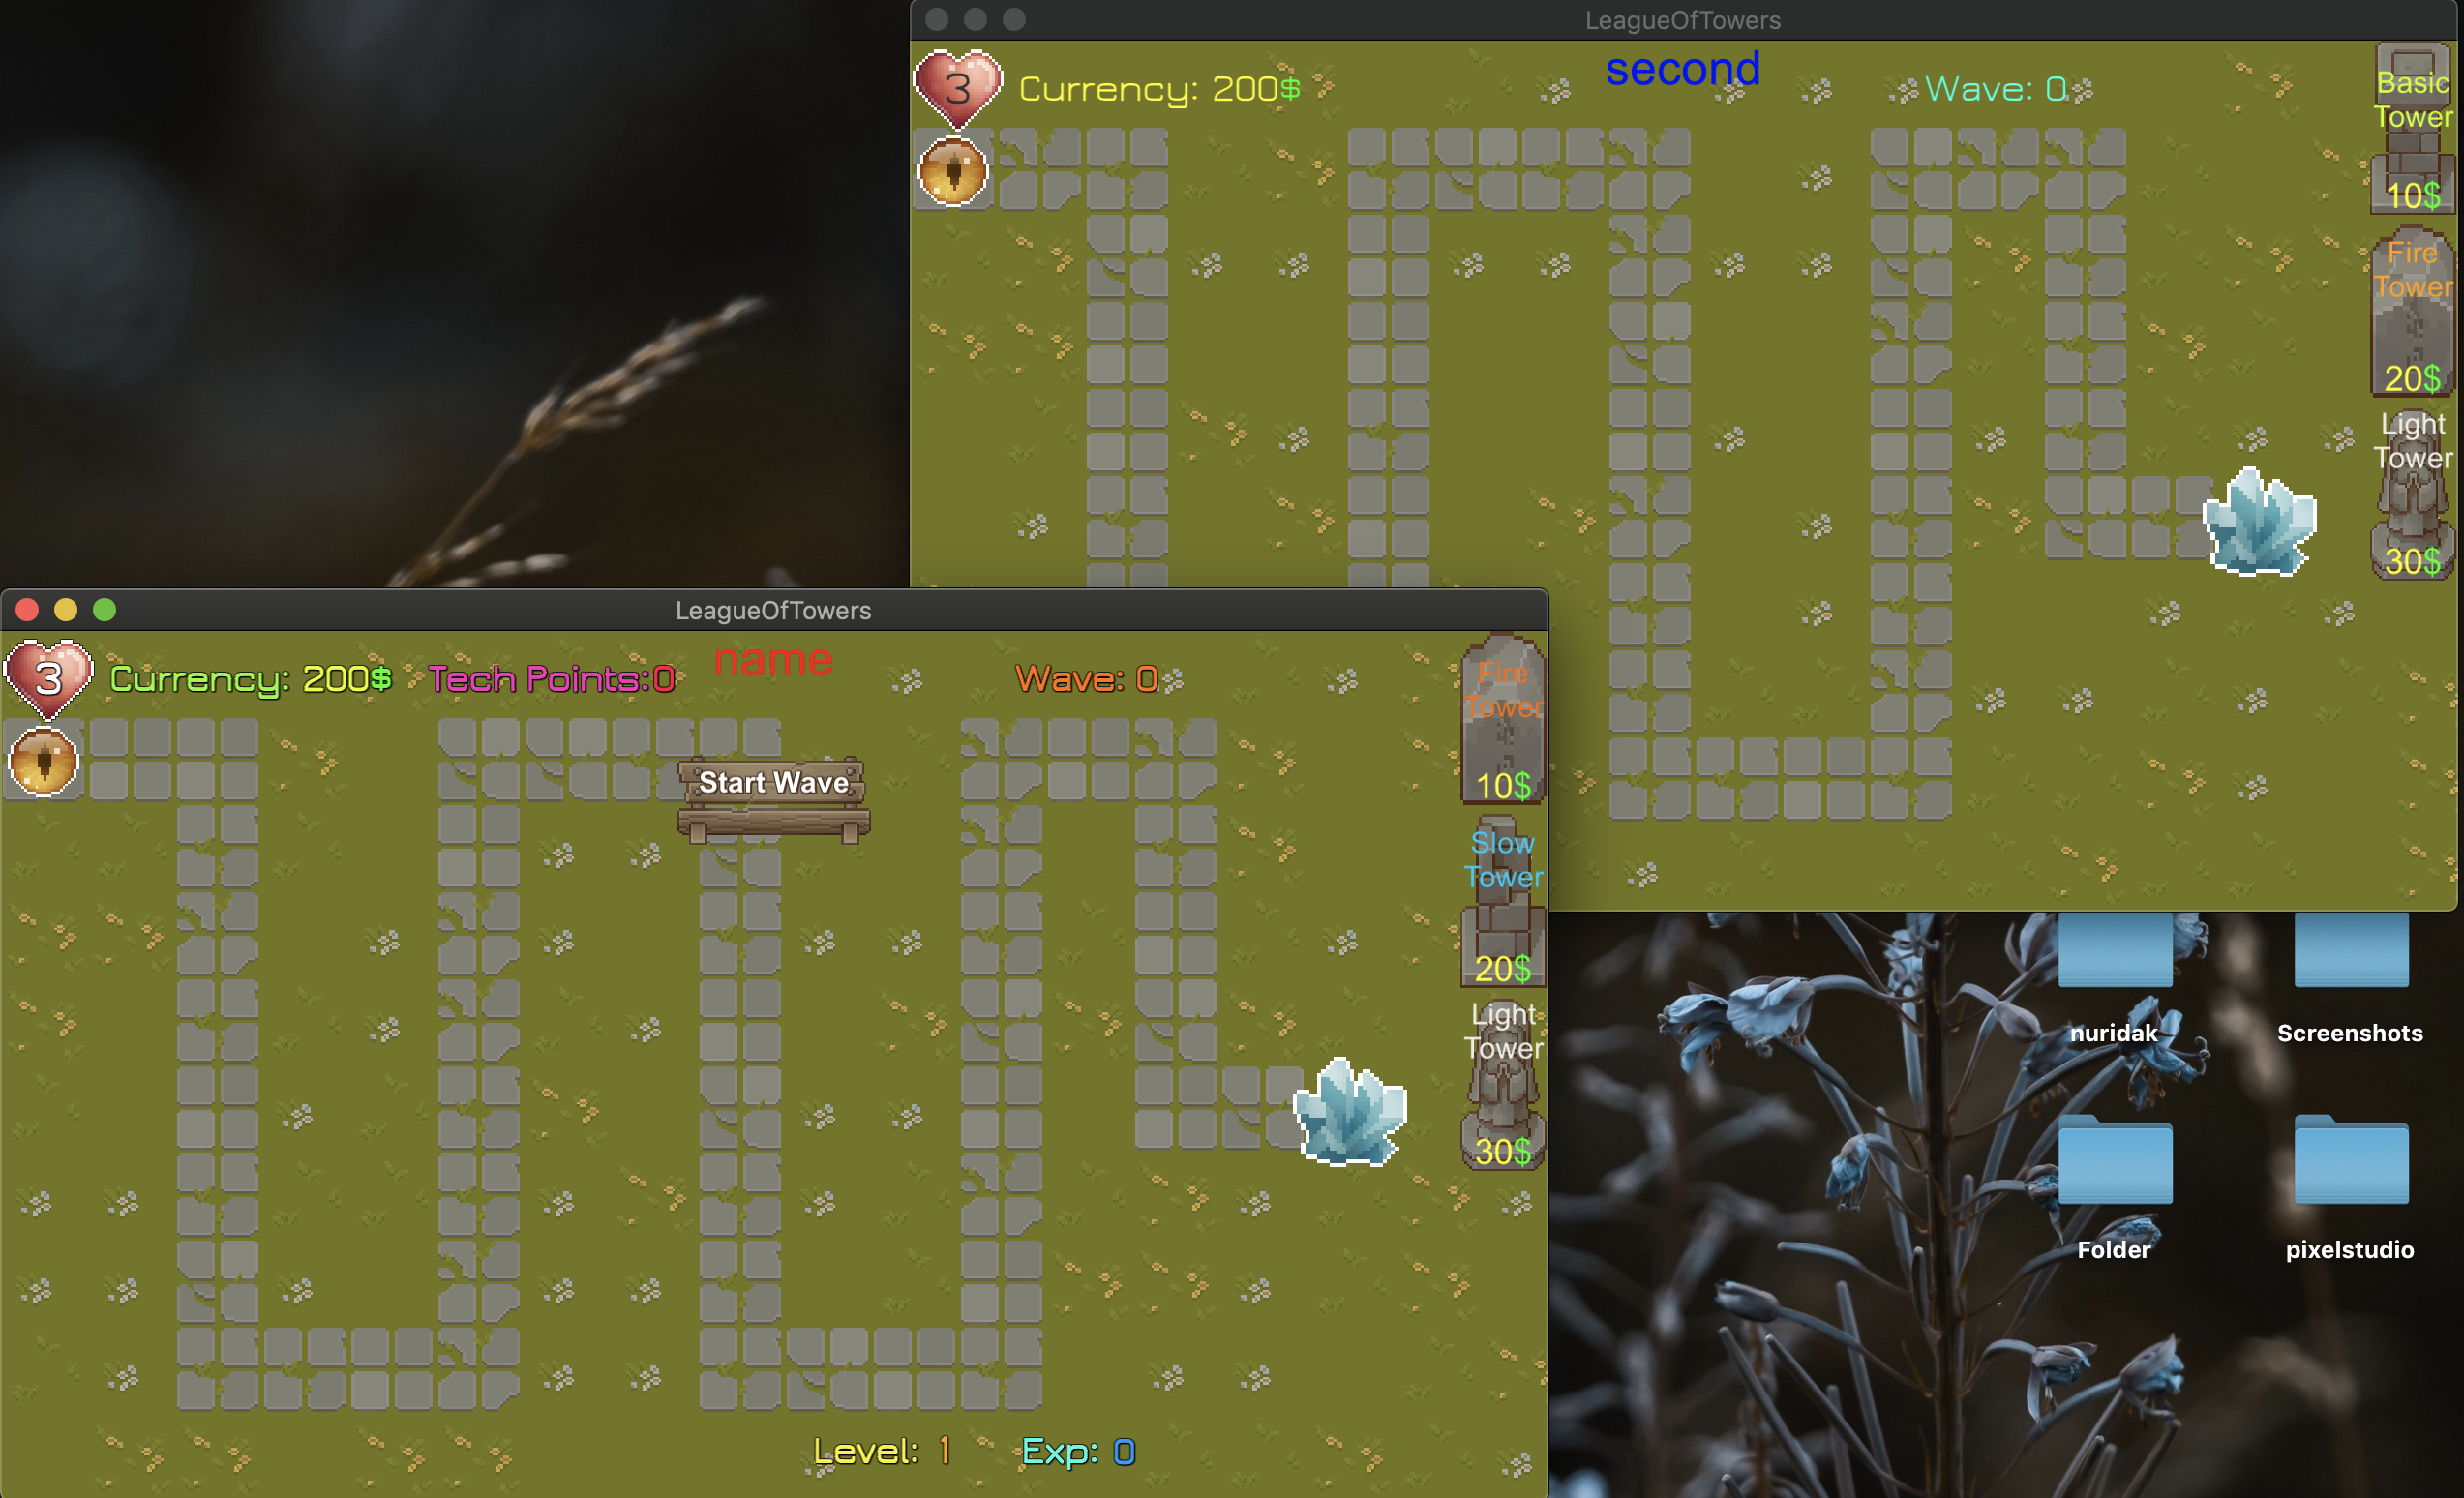 LeagueOfTowers
3
Currency: 200$
second
Wave: 0
Basic
Tower
10$
Fire
Tower
20$
Light
Tower
30$
LeagueOfTowers
3
Currency: 200$
Tech Points:0
name
Wave: 0
Start Wave
Fire
Tower
10$
Slow
Tower
20$
Light
Tower
30$
Level: 1
Exp: 0
nuridak
Screenshots
Folder
pixelstudio